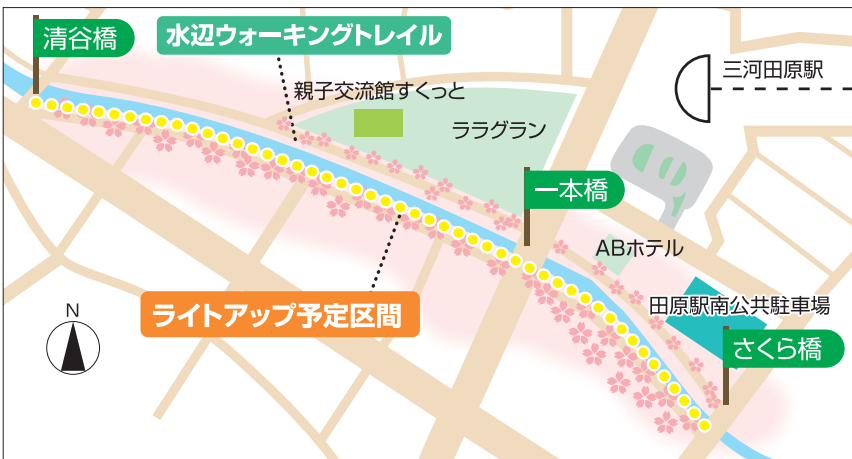 清谷橋
水辺ウォーキングトレイル
親子交流館すくっと
ララグラン
三河田原駅
一本橋
ABホテル
田原駅南公共駐車場
さくら橋
ライトアップ予定区間
N